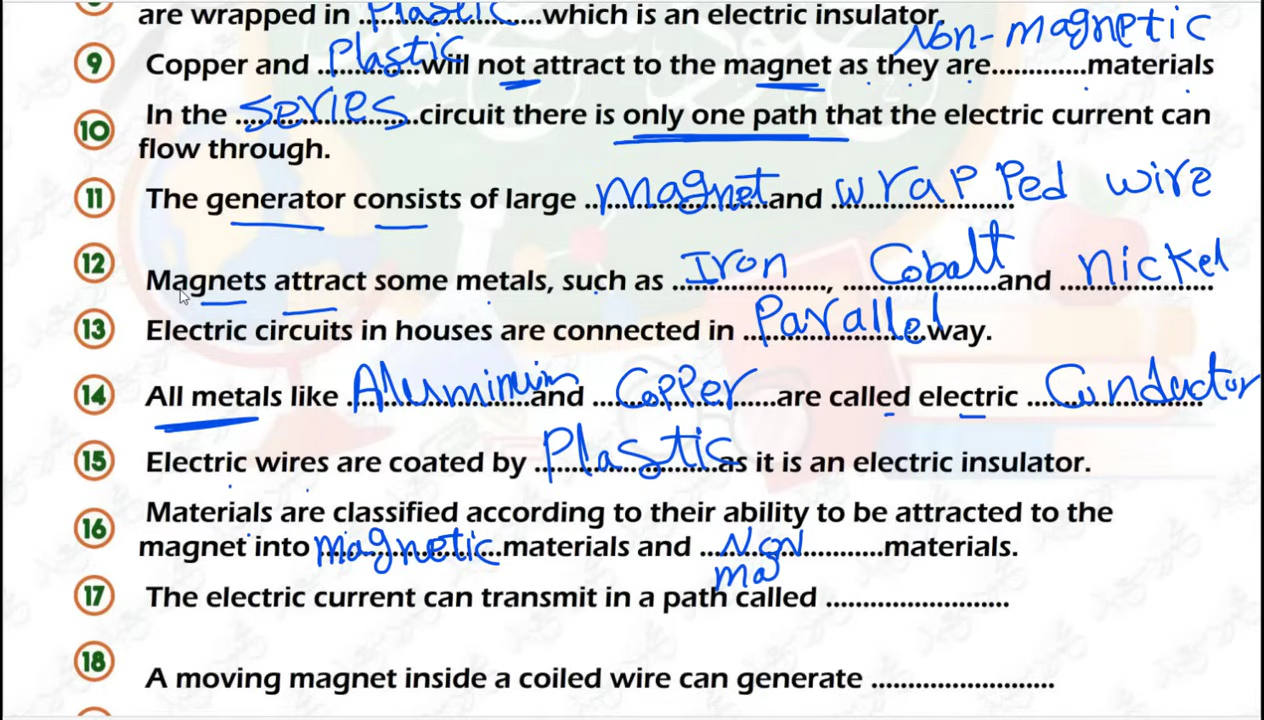 are wrapped in ..Plastic..which is an electric insulator.
Non-magnetic
9 Copper and ..Plastic..will not attract to the magnet as they are.............materials
10 In the ..series..circuit there is only one path that the electric current can
flow through.
11 The generator consists of large ..magnet..and ..wrapped wire
12 Magnets attract some metals, such as ..Iron.., ..Cobalt..and ..nickel..
13 Electric circuits in houses are connected in ..Parallel..way.
14 All metals like ..Aluminum..and ..Copper..are called electric ..Conductor..
15 Electric wires are coated by ..Plastic..as it is an electric insulator.
16 Materials are classified according to their ability to be attracted to the
magnet into ..magnetic..materials and ..Non..materials.
mag
17 The electric current can transmit in a path called .........................
18 A moving magnet inside a coiled wire can generate .........................